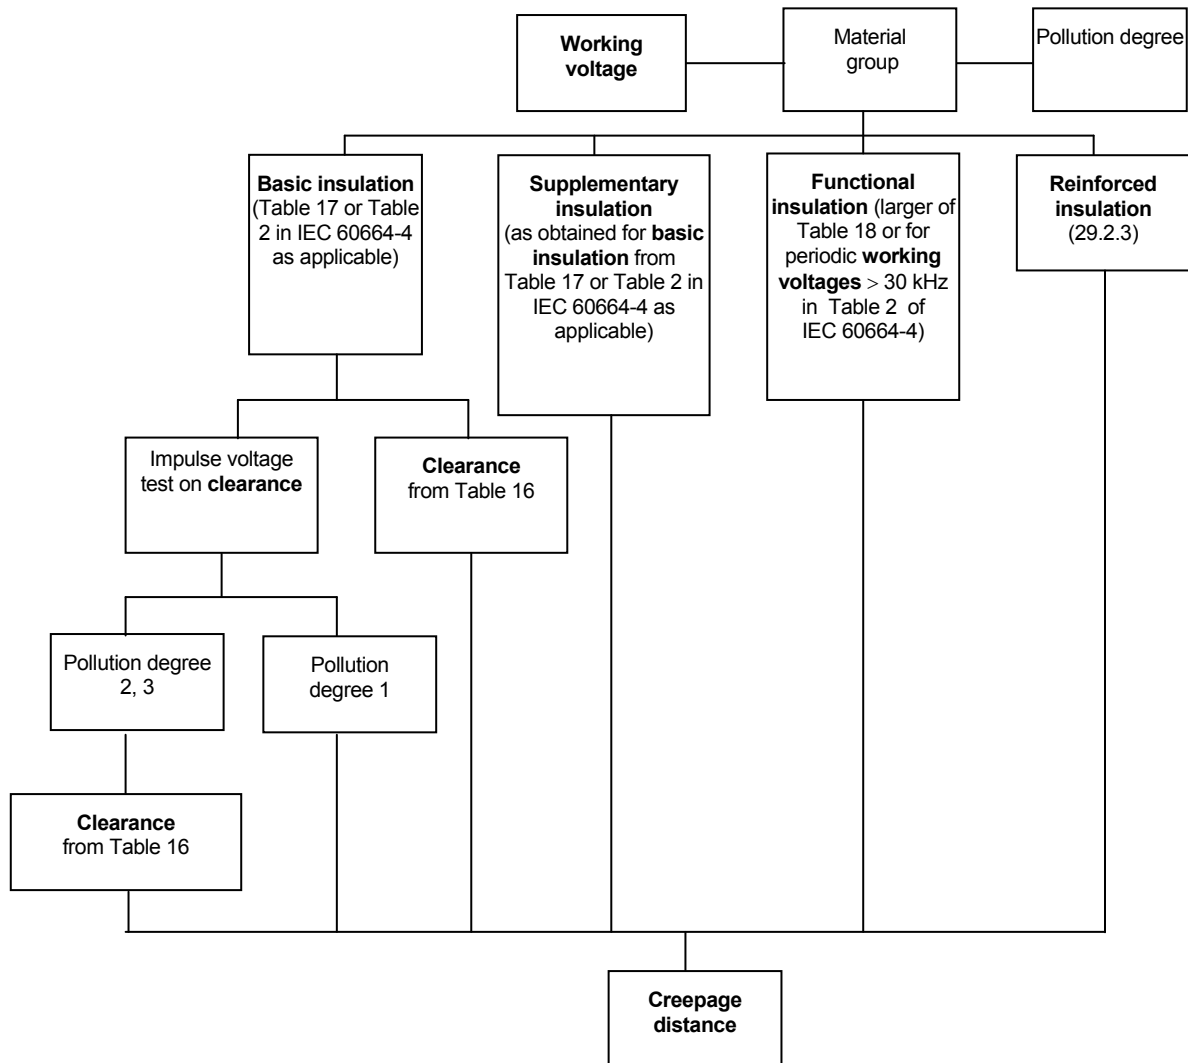 Working
voltage
Material
group
Pollution degree
Basic insulation
(Table 17 or Table
2 in IEC 60664-4
as applicable)
Supplementary
insulation
(as obtained for basic
insulation from
Table 17 or Table 2 in
IEC 60664-4 as
applicable)
Functional
insulation (larger of
Table 18 or for
periodic working
voltages > 30 kHz
in Table 2 of
IEC 60664-4)
Reinforced
insulation
(29.2.3)
Impulse voltage
test on clearance
Clearance
from Table 16
Pollution degree
2, 3
Pollution
degree 1
Clearance
from Table 16
Creepage
distance